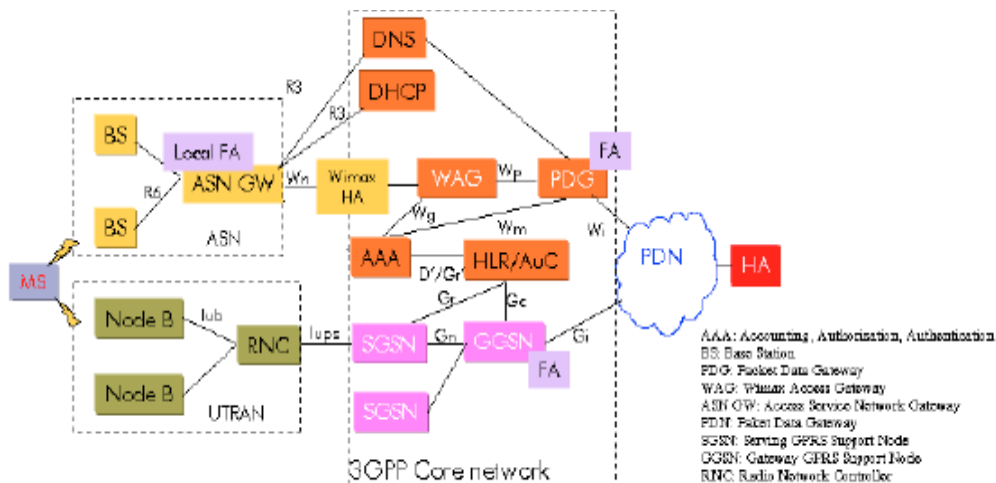 DNS
R3
DHCP
R3
BS
Local FA
FA
ASN GW
Wn
Wimax
HA
WAG
Wp
PDG
R6
BS
ASN
Wg
Wm
Wi
AAA
HLR/AuC
PDN
HA
MS
D'/Gr'
Gr
Gc
Node B
Iub
RNC
Iups
SGSN
Gn
GGSN
Gi
FA
Node B
UTRAN
SGSN
3GPP Core network
AAA: Accounting, Authorisation, Authentication
BS: Base Station
PDG: Packet Data Gateway
WAG: Wimax Access Gateway
ASN GW: Access Service Network Gateway
PDN: Paket Data Gateway
SGSN: Serving GPRS Support Node
GGSN: Gateway GPRS Support Node
RNC: Radio Network Controller